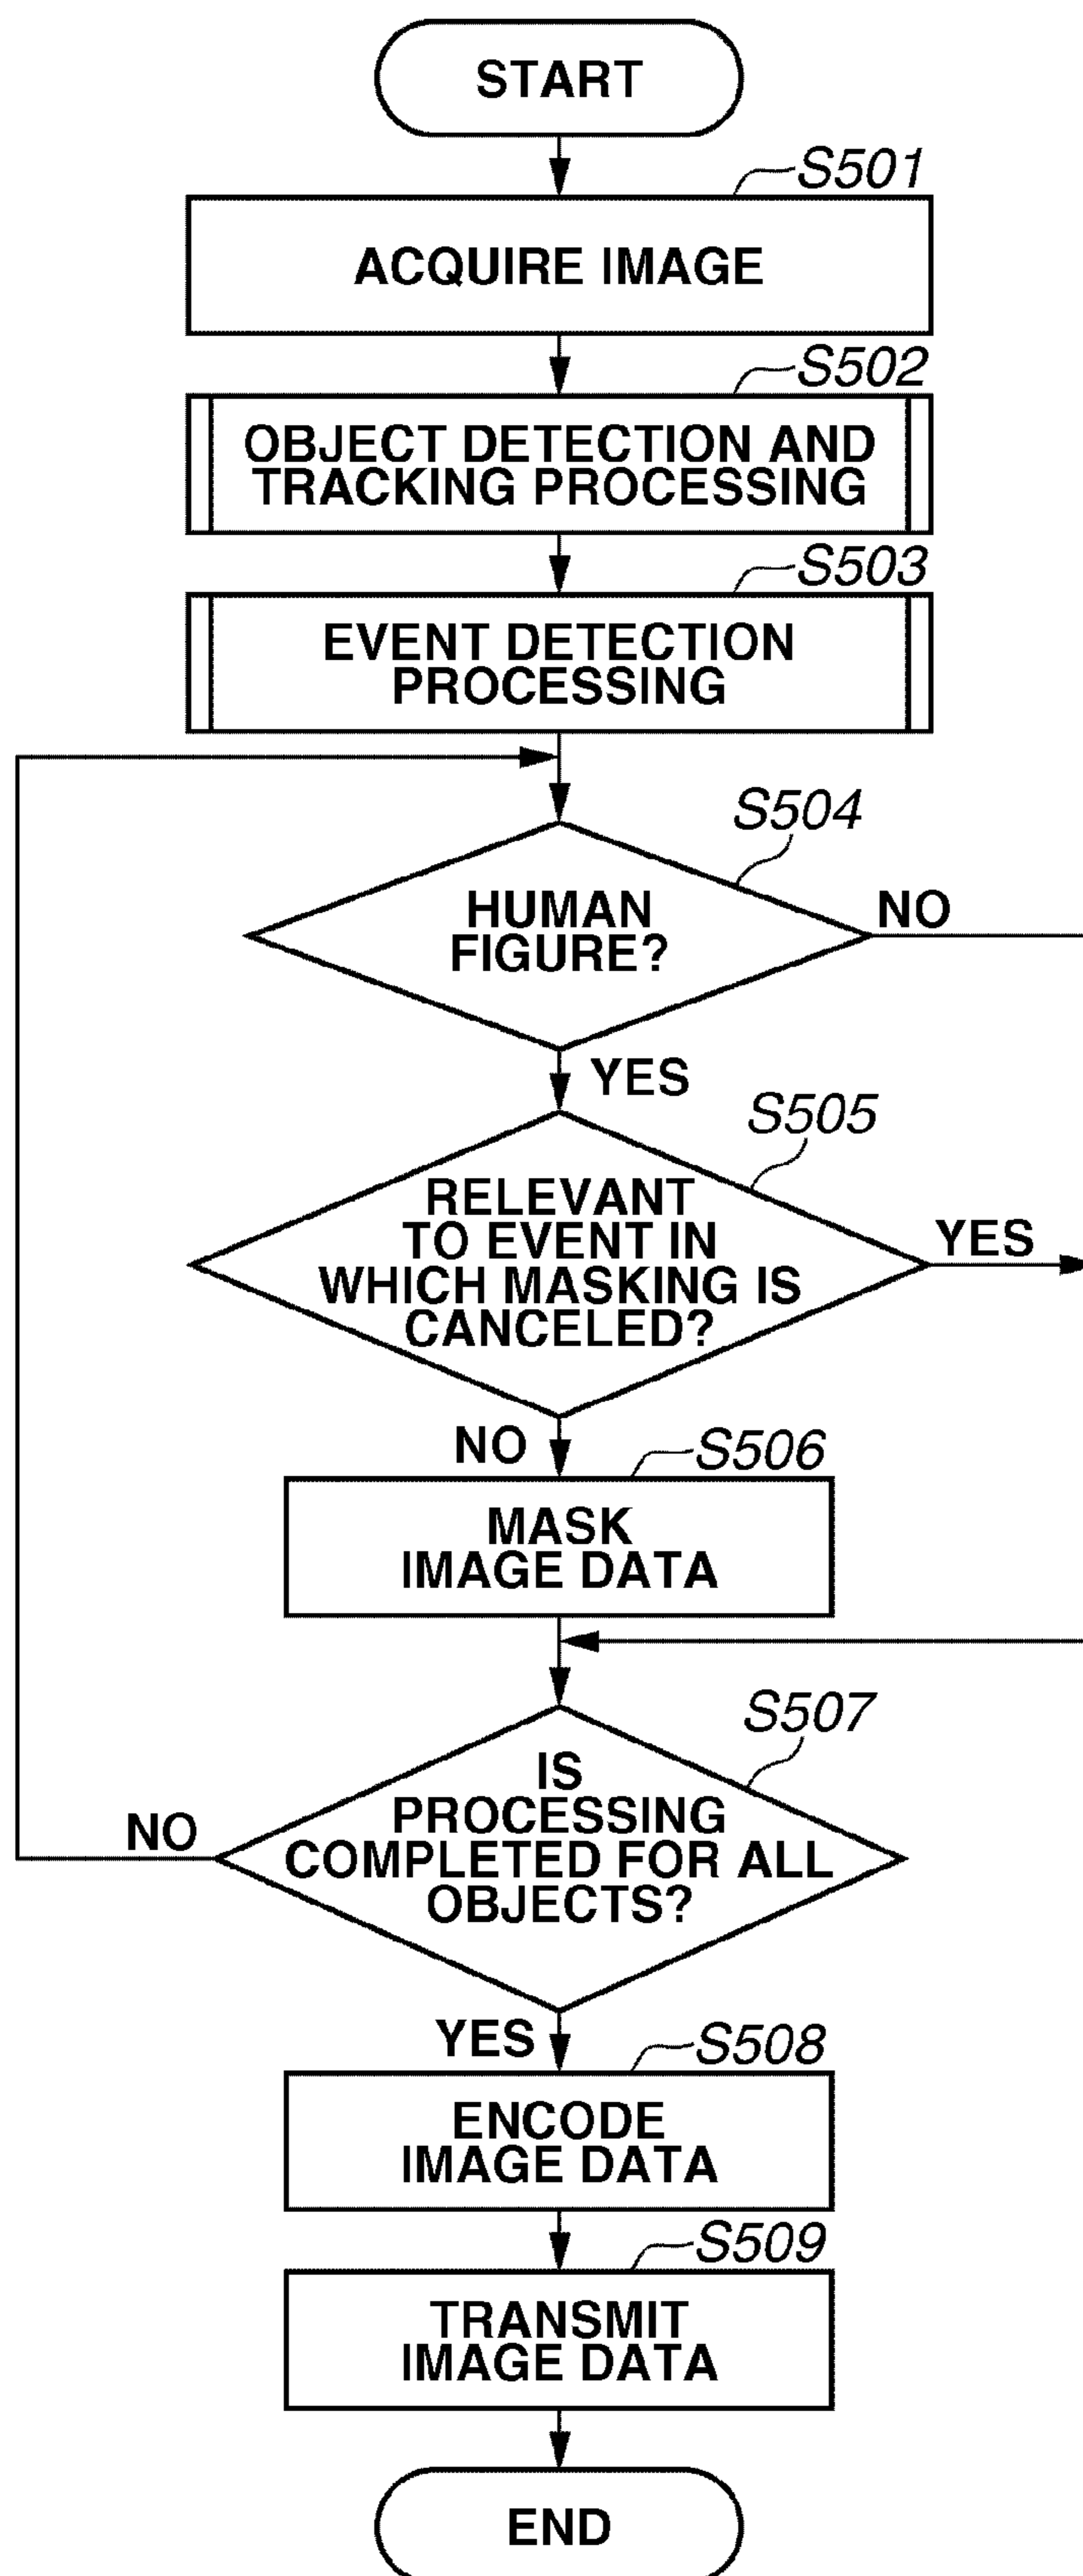 START
S501
ACQUIRE IMAGE
S502
OBJECT DETECTION AND
TRACKING PROCESSING
S503
EVENT DETECTION
PROCESSING
S504
HUMAN
FIGURE?
NO
YES
S505
RELEVANT
TO EVENT IN
WHICH MASKING IS
CANCELED?
YES
NO
S506
MASK
IMAGE DATA
S507
IS
PROCESSING
COMPLETED FOR ALL
OBJECTS?
NO
YES
S508
ENCODE
IMAGE DATA
S509
TRANSMIT
IMAGE DATA
END